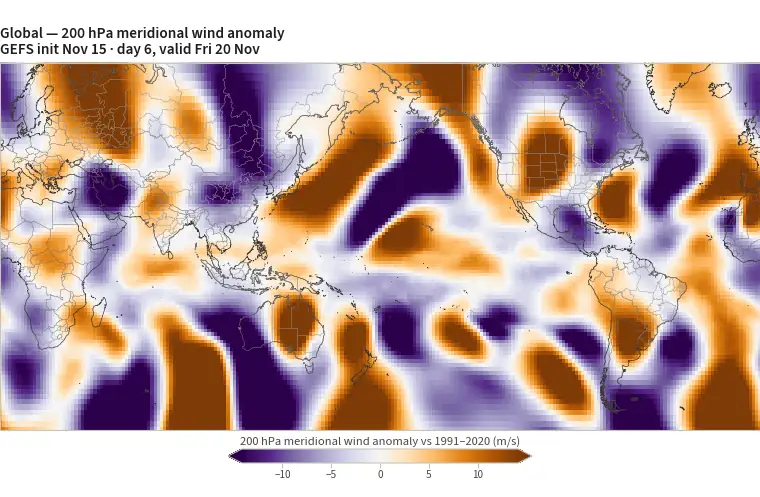 Global — 200 hPa meridional wind anomaly
GEFS init Nov 15 · day 6, valid Fri 20 Nov
200 hPa meridional wind anomaly vs 1991–2020 (m/s)
−10 −5 0 5 10